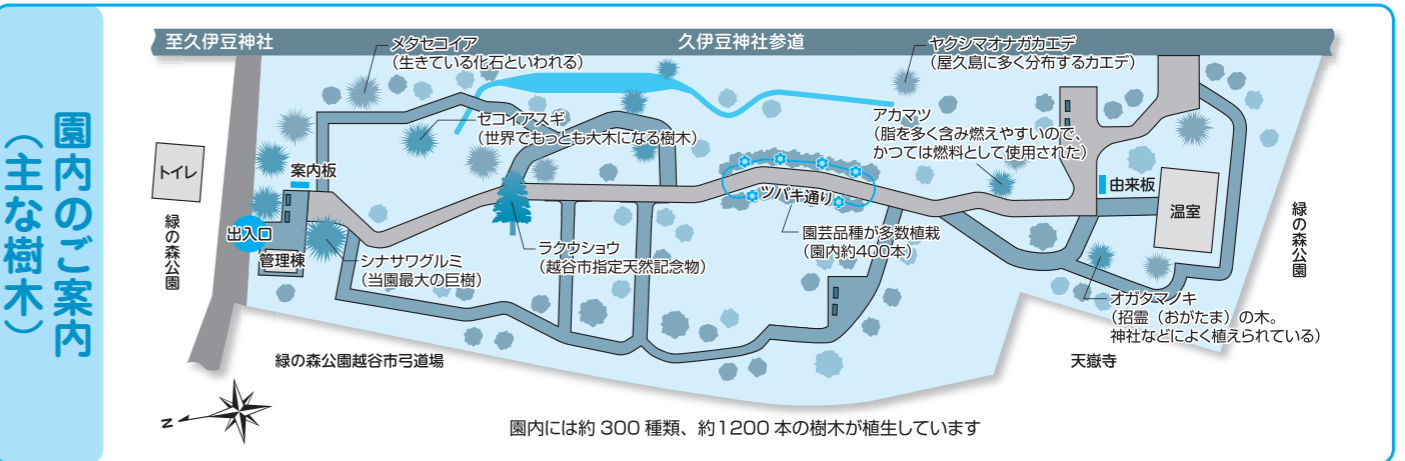 園内のご案内
（主な樹木）
至久伊豆神社
久伊豆神社参道
メタセコイア
（生きている化石といわれる）
ヤクシマオナガカエデ
（屋久島に多く分布するカエデ）
セコイアスギ
（世界でもっとも大木になる樹木）
アカマツ
（脂を多く含み燃えやすいので、
かつては燃料として使用された）
トイレ
案内板
ツバキ通り
由来板
温室
緑の森公園
出入口
管理棟
シナサワグルミ
（当園最大の巨樹）
ラクウショウ
（越谷市指定天然記念物）
園芸品種が多数植栽
（園内約400本）
緑の森公園
オガタマノキ
（招霊（おがたま）の木。
神社などによく植えられている）
緑の森公園越谷市弓道場
天嶽寺
N
園内には約 300 種類、約1200 本の樹木が植生しています